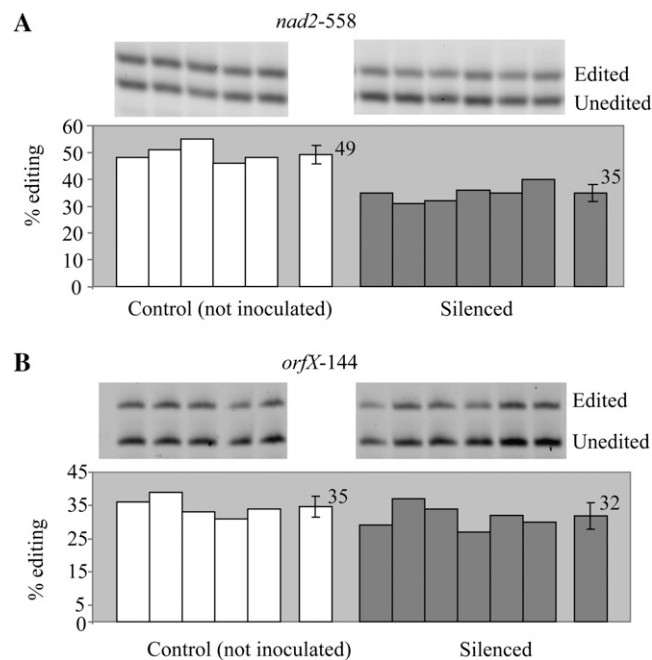 A
nad2-558
Edited
Unedited
% editing
60
50
40
30
20
10
0
49
35
Control (not inoculated)
Silenced
B
orfX-144
Edited
Unedited
% editing
45
35
25
15
5
0
35
32
Control (not inoculated)
Silenced